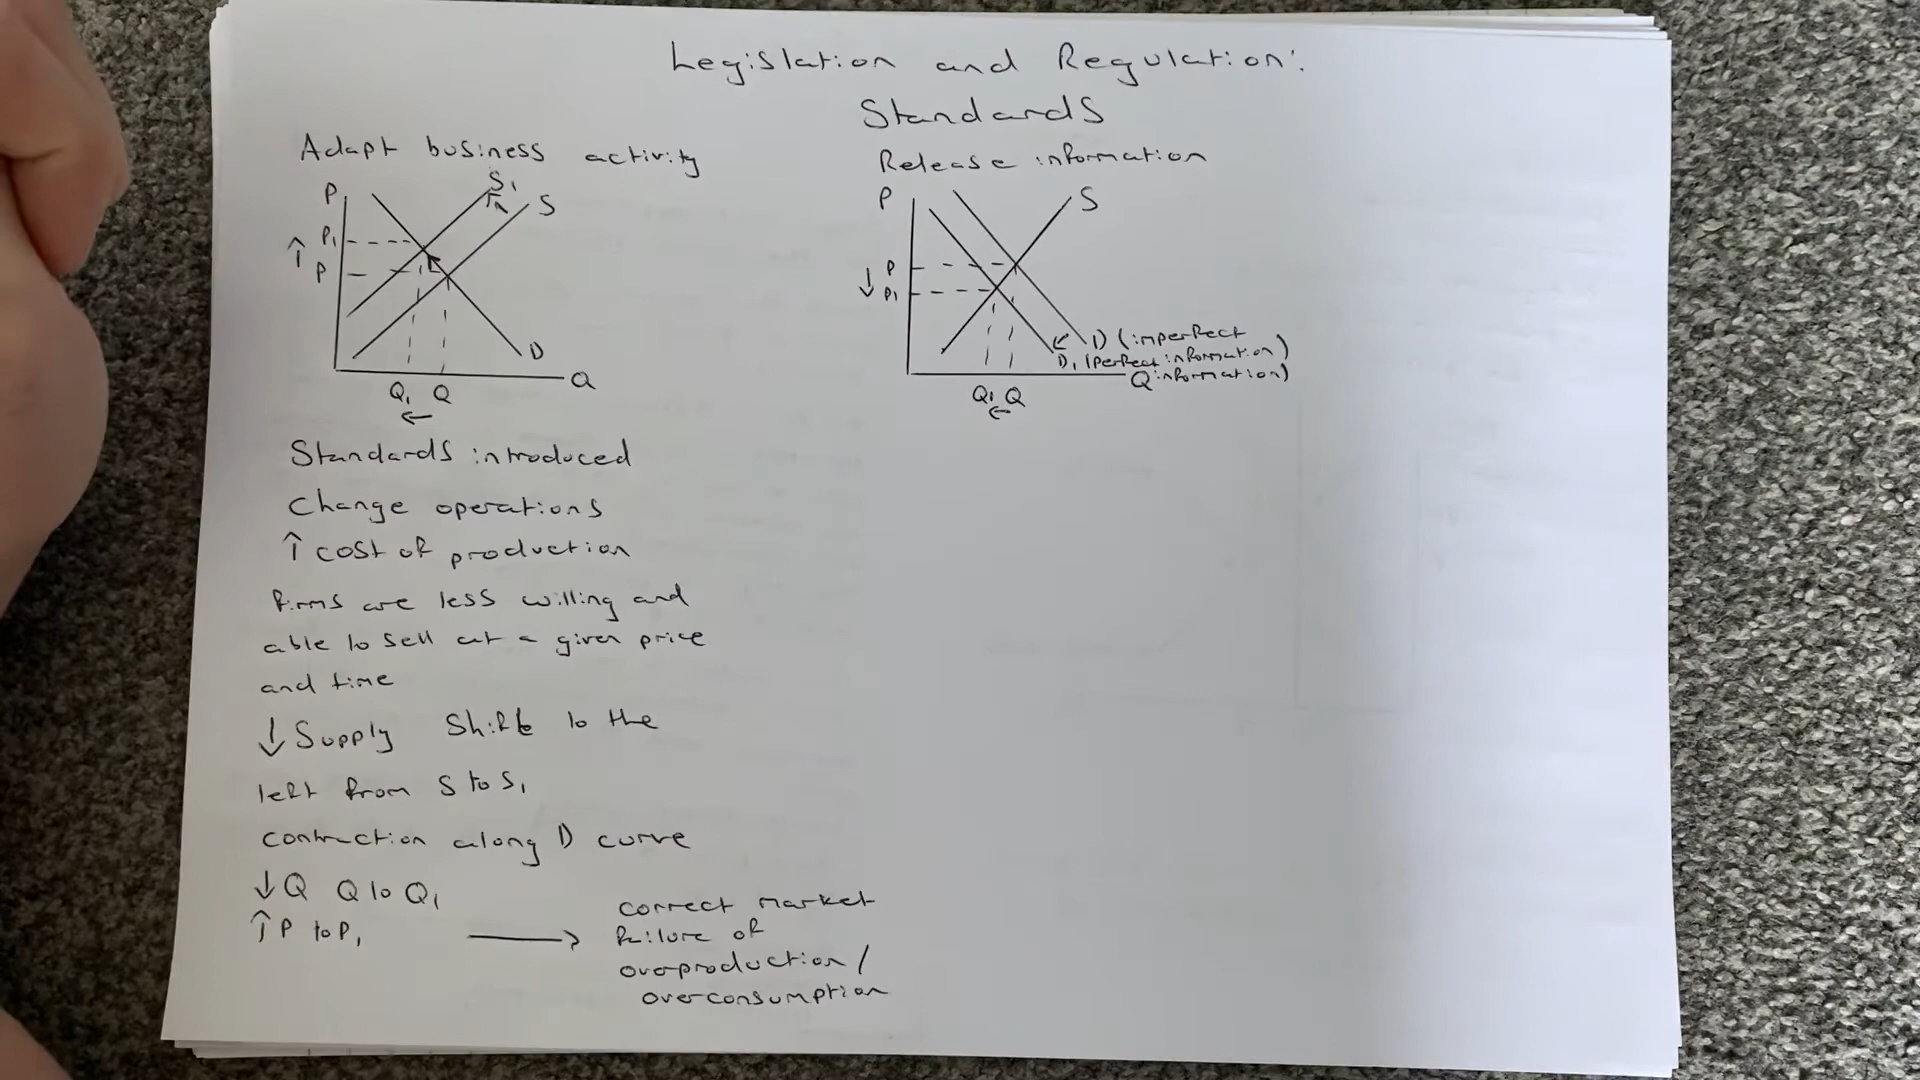 Legislation and Regulation:
Standards
Adapt business activity
P
S1
S
P1
P
D
Q
Q1 Q
Standards introduced
Change operations
↑ cost of production
firms are less willing and
able to sell at a given price
and time
↓ Supply Shift to the
left from S to S1
contraction along D curve
↓Q Q to Q1
↑P to P1
correct market
failure of
overproduction/
overconsumption
Release information
P
S
P
P1
D (imperfect
D1 (perfect information)
Q information)
Q1 Q